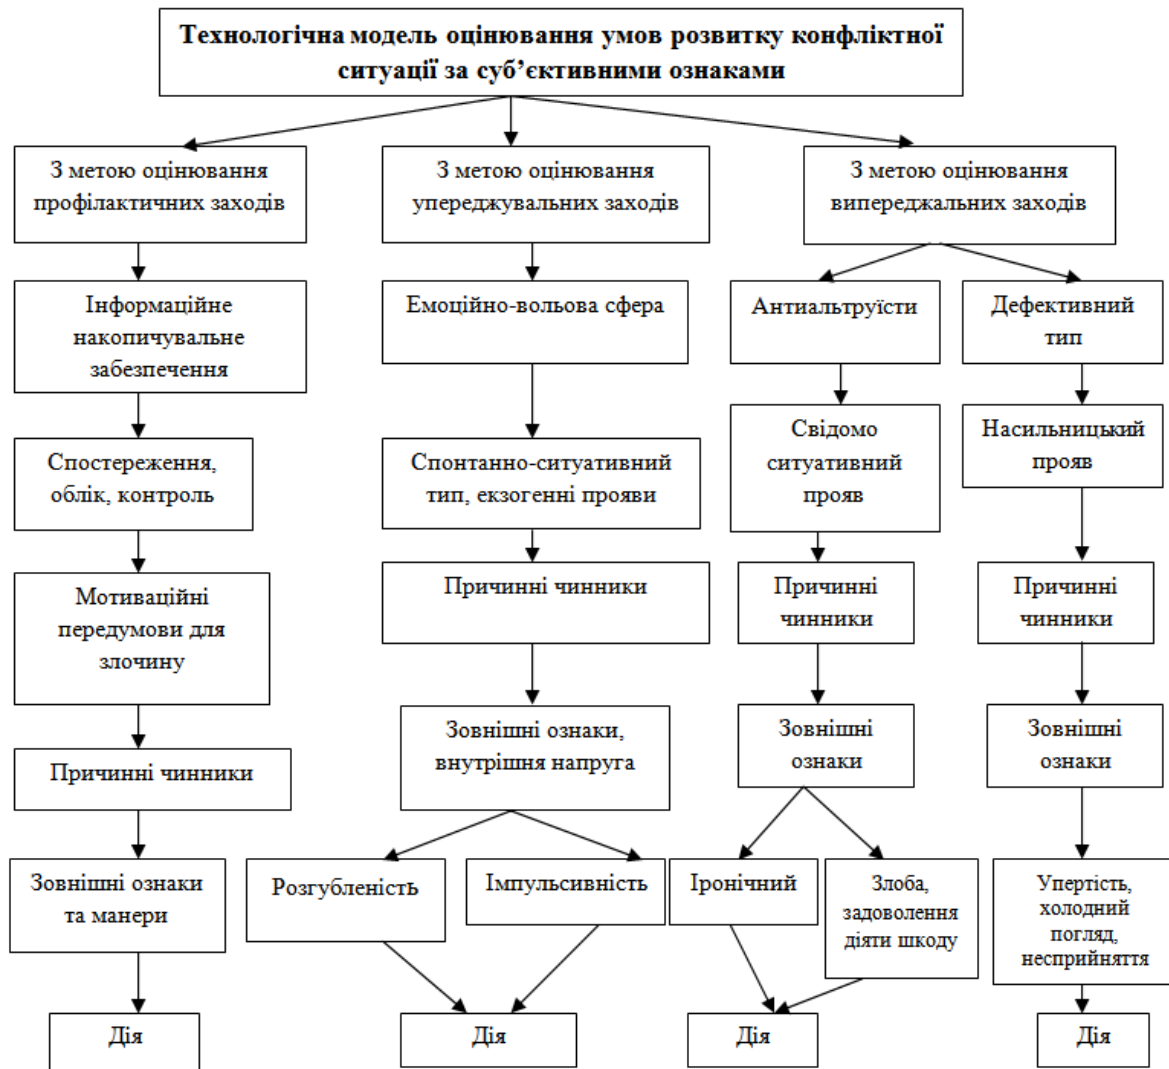 Технологічна модель оцінювання умов розвитку конфліктної
ситуації за суб’єктивними ознаками
З метою оцінювання
профілактичних заходів
З метою оцінювання
упереджувальних заходів
З метою оцінювання
випереджальних заходів
Інформаційне
накопичувальне
забезпечення
Емоційно-вольова сфера
Антиальтруїсти
Дефективний
тип
Спостереження,
облік, контроль
Спонтанно-ситуативний
тип, екзогенні прояви
Свідомо
ситуативний
прояв
Насильницький
прояв
Мотиваційні
передумови для
злочину
Причинні чинники
Причинні
чинники
Причинні
чинники
Причинні чинники
Зовнішні ознаки,
внутрішня напруга
Зовнішні
ознаки
Зовнішні
ознаки
Зовнішні ознаки
та манери
Розгубленість
Імпульсивність
Іронічний
Злоба,
задоволення
діяти шкоду
Упертість,
холодний
погляд,
несприйняття
Дія
Дія
Дія
Дія